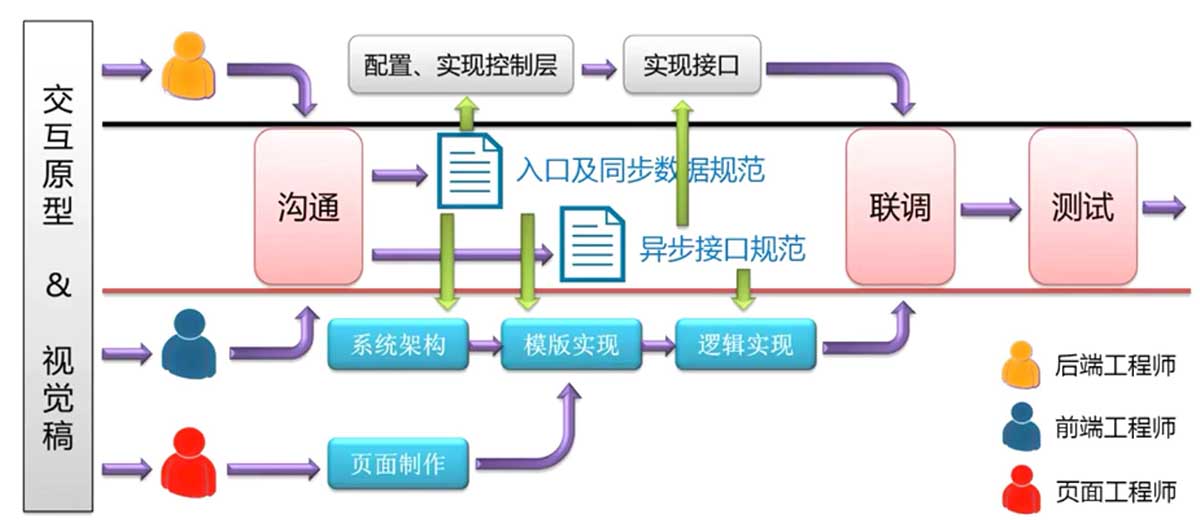 交互原型 & 视觉稿
配置、实现控制层
实现接口
沟通
入口及同步数据规范
异步接口规范
联调
测试
系统架构
模版实现
逻辑实现
页面制作
后端工程师
前端工程师
页面工程师